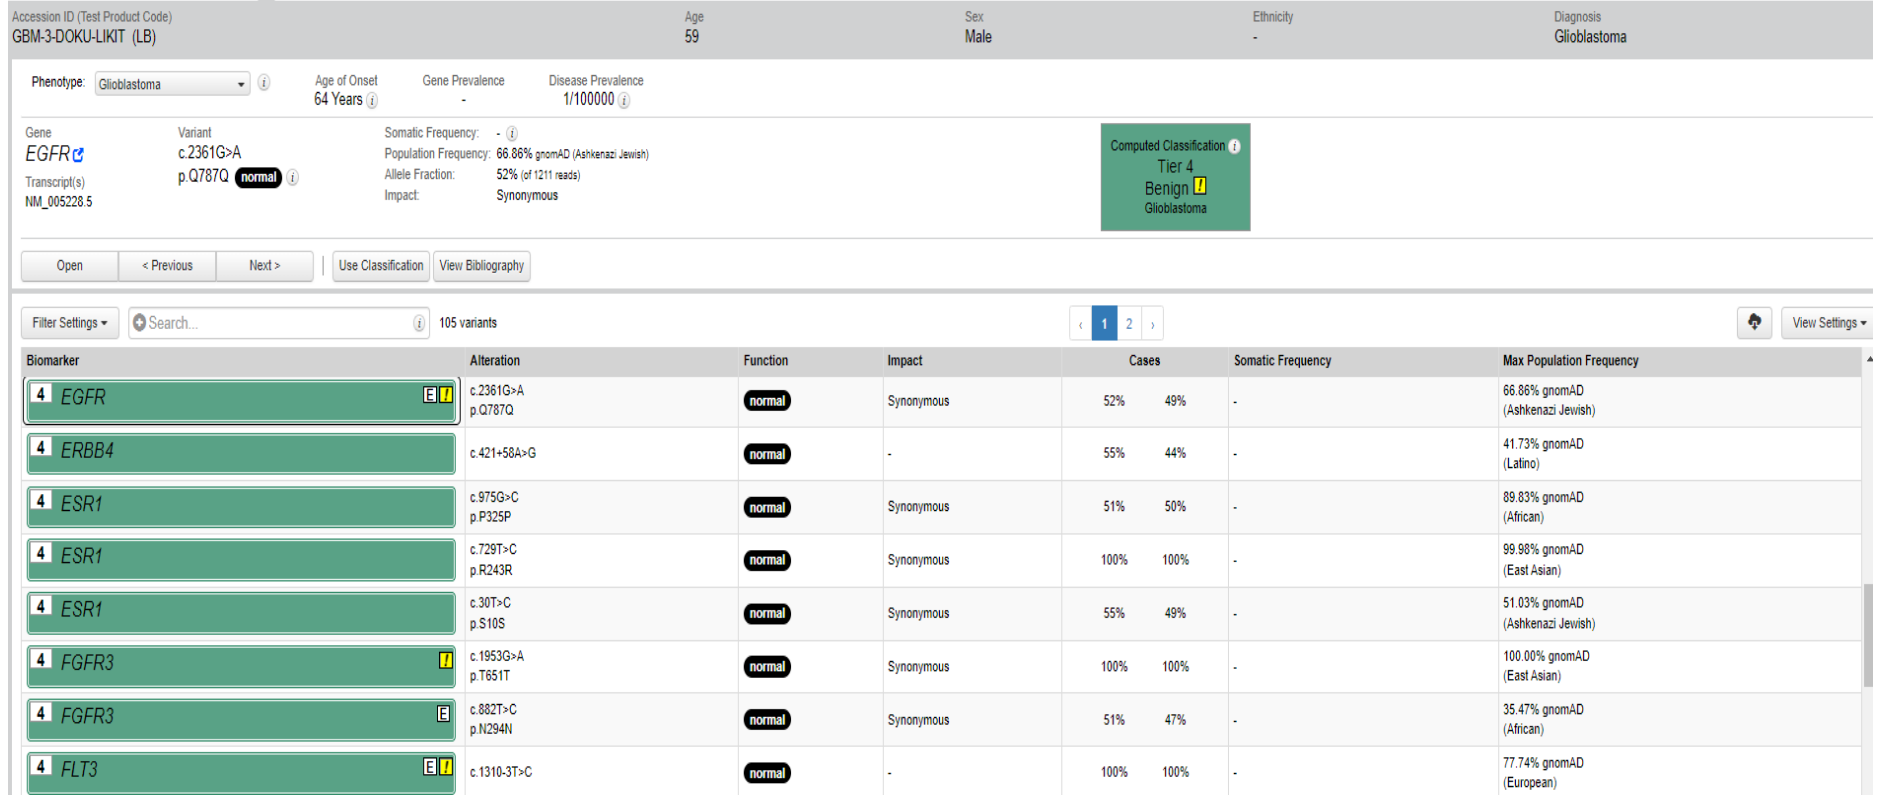 Accession ID (Test Product Code) Age Sex Ethnicity Diagnosis
GBM-3-DOKU-LIKIT (LB) 59 Male - Glioblastoma
Phenotype: Glioblastoma i Age of Onset Gene Prevalence Disease Prevalence
64 Years i - 1/100000 i
Gene Variant Somatic Frequency: - i
EGFR c.2361G>A Population Frequency: 66.86% gnomAD (Ashkenazi Jewish)
p.Q787Q normal i Allele Fraction: 52% (of 1211 reads)
Transcript(s) Impact: Synonymous
NM_005228.5
Computed Classification i
Tier 4
Benign !
Glioblastoma
Open < Previous Next > Use Classification View Bibliography
Filter Settings Search... i 105 variants ‹ 1 2 › View Settings
Biomarker Alteration Function Impact Cases Somatic Frequency Max Population Frequency
4 EGFR E ! c.2361G>A normal Synonymous 52% 49% - 66.86% gnomAD
p.Q787Q (Ashkenazi Jewish)
4 ERBB4 c.421+58A>G normal - 55% 44% - 41.73% gnomAD
(Latino)
4 ESR1 c.975G>C normal Synonymous 51% 50% - 89.83% gnomAD
p.P325P (African)
4 ESR1 c.729T>C normal Synonymous 100% 100% - 99.98% gnomAD
p.R243R (East Asian)
4 ESR1 c.30T>C normal Synonymous 55% 49% - 51.03% gnomAD
p.S10S (Ashkenazi Jewish)
4 FGFR3 ! c.1953G>A normal Synonymous 100% 100% - 100.00% gnomAD
p.T651T (East Asian)
4 FGFR3 E c.882T>C normal Synonymous 51% 47% - 35.47% gnomAD
p.N294N (African)
4 FLT3 E ! c.1310-3T>C normal - 100% 100% - 77.74% gnomAD
(European)